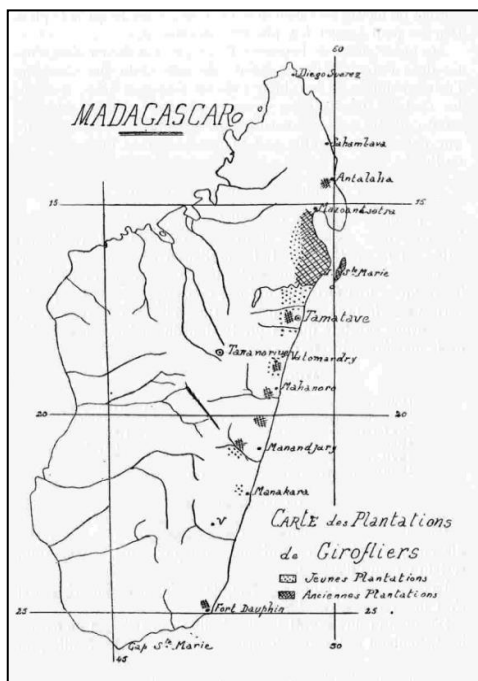 60
Diego Suarez
MADAGASCAR
Sahambava
Antalaha
15
15
Maroandsotra
Ste Marie
Tamatave
Tananarive
Vatomandry
Mahanoro
20
20
Manandjary
Manakara
V
CARTE des Plantations
de Girofliers
Jeunes Plantations
Anciennes Plantations
25
Fort Dauphin
25
Cap Ste Marie
45
50